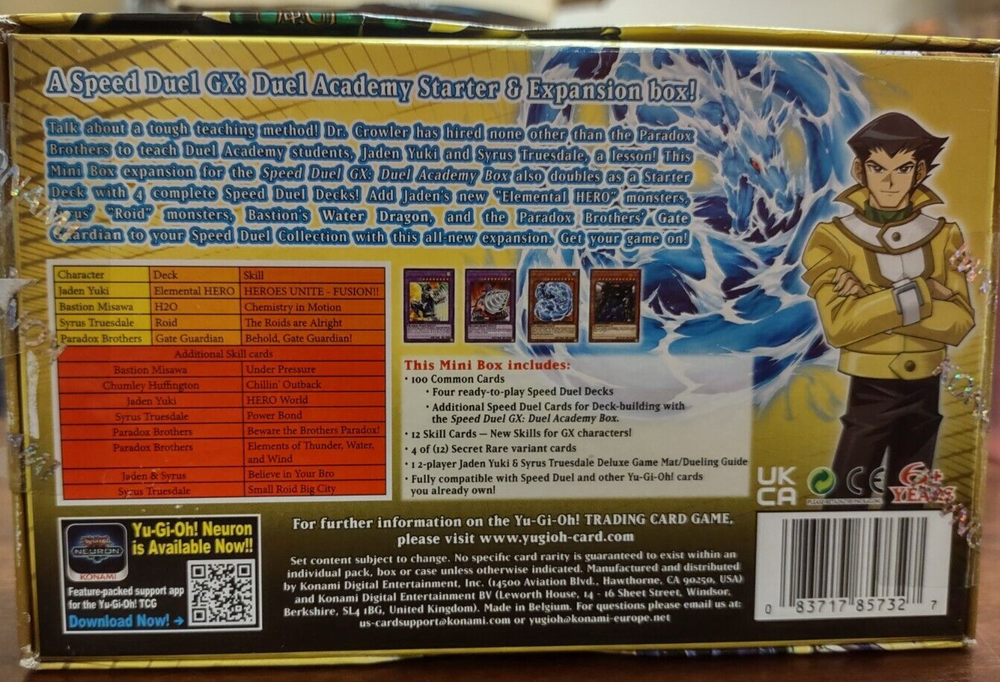 A Speed Duel GX: Duel Academy Starter & Expansion box!
Talk about a tough teaching method! Dr. Crowler has hired none other than the Paradox
Brothers to teach Duel Academy students, Jaden Yuki and Syrus Truesdale, a lesson! This
Mini Box expansion for the Speed Duel GX: Duel Academy Box also doubles as a Starter
Deck with 4 complete Speed Duel Decks! Add Jaden's new "Elemental HERO" monsters,
Syrus' "Roid" monsters, Bastion's Water Dragon, and the Paradox Brothers' Gate
Guardian to your Speed Duel Collection with this all-new expansion. Get your game on!
Character Deck Skill
Jaden Yuki Elemental HERO HEROES UNITE - FUSION!!
Bastion Misawa H2O Chemistry in Motion
Syrus Truesdale Roid The Roids are Alright
Paradox Brothers Gate Guardian Behold, Gate Guardian!
Additional Skill cards
Bastion Misawa Under Pressure
Chumley Huffington Chillin' Outback
Jaden Yuki HERO World
Syrus Truesdale Power Bond
Paradox Brothers Beware the Brothers Paradox!
Paradox Brothers Elements of Thunder, Water,
and Wind
Jaden & Syrus Believe in Your Bro
Syrus Truesdale Small Roid Big City
This Mini Box includes:
• 100 Common Cards
• Four ready-to-play Speed Duel Decks
• Additional Speed Duel Cards for Deck-building with
the Speed Duel GX: Duel Academy Box.
• 12 Skill Cards — New Skills for GX characters!
• 4 of (12) Secret Rare variant cards
• 1 2-player Jaden Yuki & Syrus Truesdale Deluxe Game Mat/Dueling Guide
• Fully compatible with Speed Duel and other Yu-Gi-Oh! cards
you already own!
UK
CA
CE
6+
YEARS
Yu-Gi-Oh! Neuron
is Available Now!!
NEURON
KONAMI
Feature-packed support app
for the Yu-Gi-Oh! TCG
Download Now! →
For further information on the Yu-Gi-Oh! TRADING CARD GAME,
please visit www.yugioh-card.com
Set content subject to change. No specific card rarity is guaranteed to exist within an
individual pack, box or case unless otherwise indicated. Manufactured and distributed
by Konami Digital Entertainment, Inc. (14500 Aviation Blvd., Hawthorne, CA 90250, USA)
and Konami Digital Entertainment BV (Leworth House, 14 - 16 Sheet Street, Windsor,
Berkshire, SL4 1BG, United Kingdom). Made in Belgium. For questions please email us at:
us-cardsupport@konami.com or yugioh@konami-europe.net
0 83717 85732 7